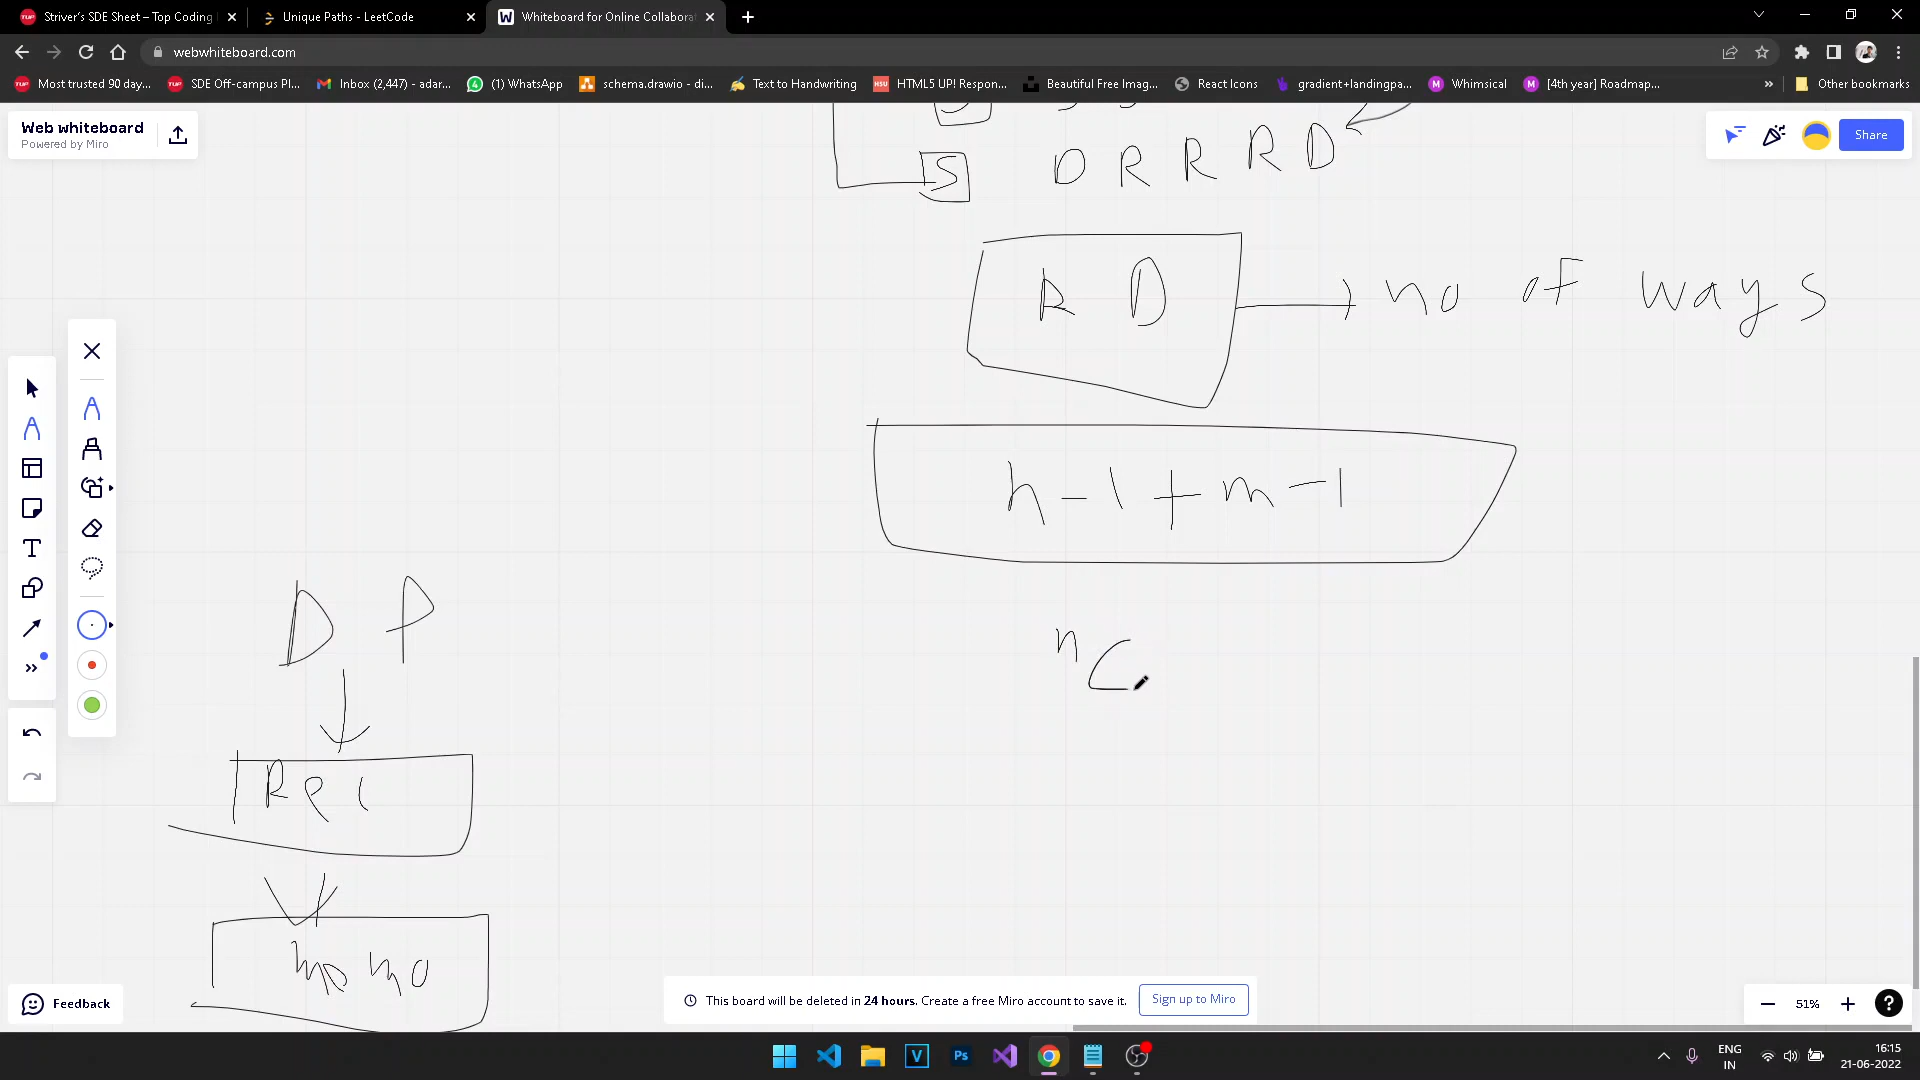 Striver's SDE Sheet – Top Coding
Unique Paths - LeetCode
Whiteboard for Online Collabora
webwhiteboard.com
Most trusted 90 day...
SDE Off-campus Pl...
Inbox (2,447) - adar...
(1) WhatsApp
schema.drawio - di...
Text to Handwriting
HTML5 UP! Respon...
Beautiful Free Imag...
React Icons
gradient+landingpa...
Whimsical
[4th year] Roadmap...
Other bookmarks
Web whiteboard
Powered by Miro
Share
S D R R R D
R D → no of ways
n-1+m-1
n C
D P
Rec
memo
T
Feedback
This board will be deleted in 24 hours. Create a free Miro account to save it.
Sign up to Miro
51%
ENG
IN
16:15
21-06-2022